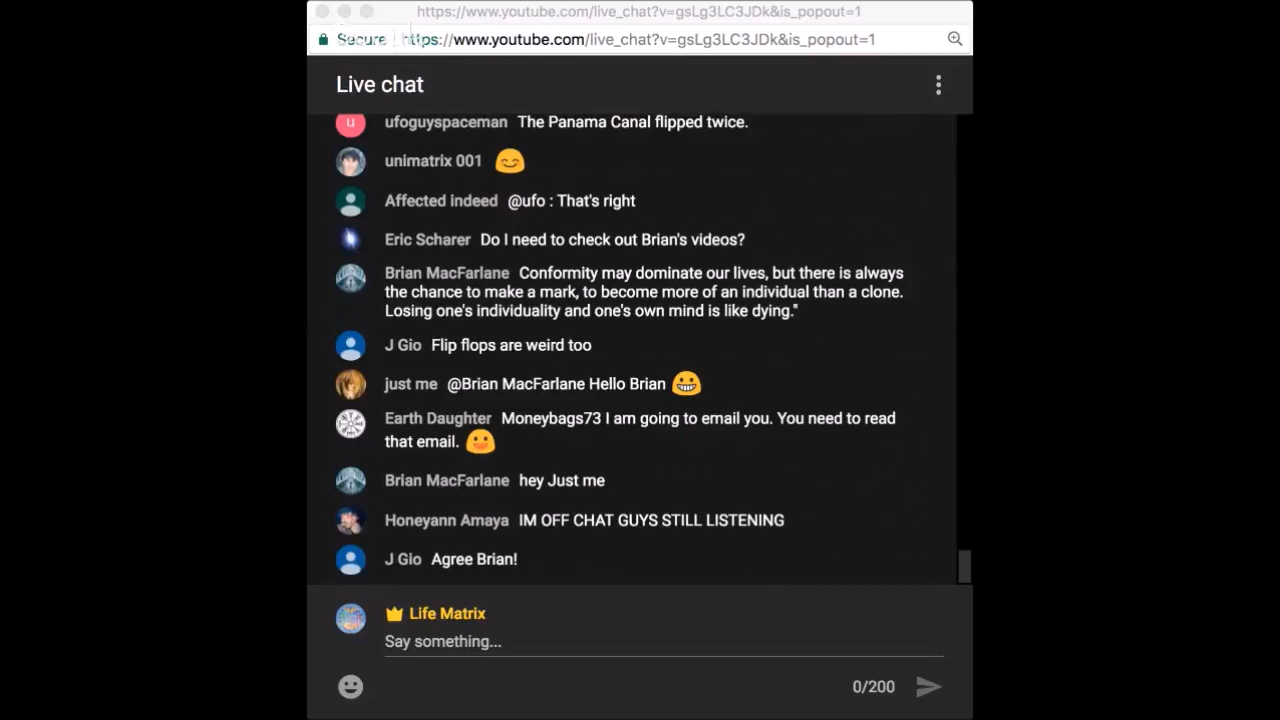 https://www.youtube.com/live_chat?v=gsLg3LC3JDk&is_popout=1
Secure https://www.youtube.com/live_chat?v=gsLg3LC3JDk&is_popout=1
Live chat
u ufoguyspaceman The Panama Canal flipped twice.
unimatrix 001
Affected indeed @ufo : That's right
Eric Scharer Do I need to check out Brian's videos?
Brian MacFarlane Conformity may dominate our lives, but there is always
the chance to make a mark, to become more of an individual than a clone.
Losing one's individuality and one's own mind is like dying."
J Gio Flip flops are weird too
just me @Brian MacFarlane Hello Brian
Earth Daughter Moneybags73 I am going to email you. You need to read
that email.
Brian MacFarlane hey Just me
Honeyann Amaya IM OFF CHAT GUYS STILL LISTENING
J Gio Agree Brian!
Life Matrix
Say something...
0/200